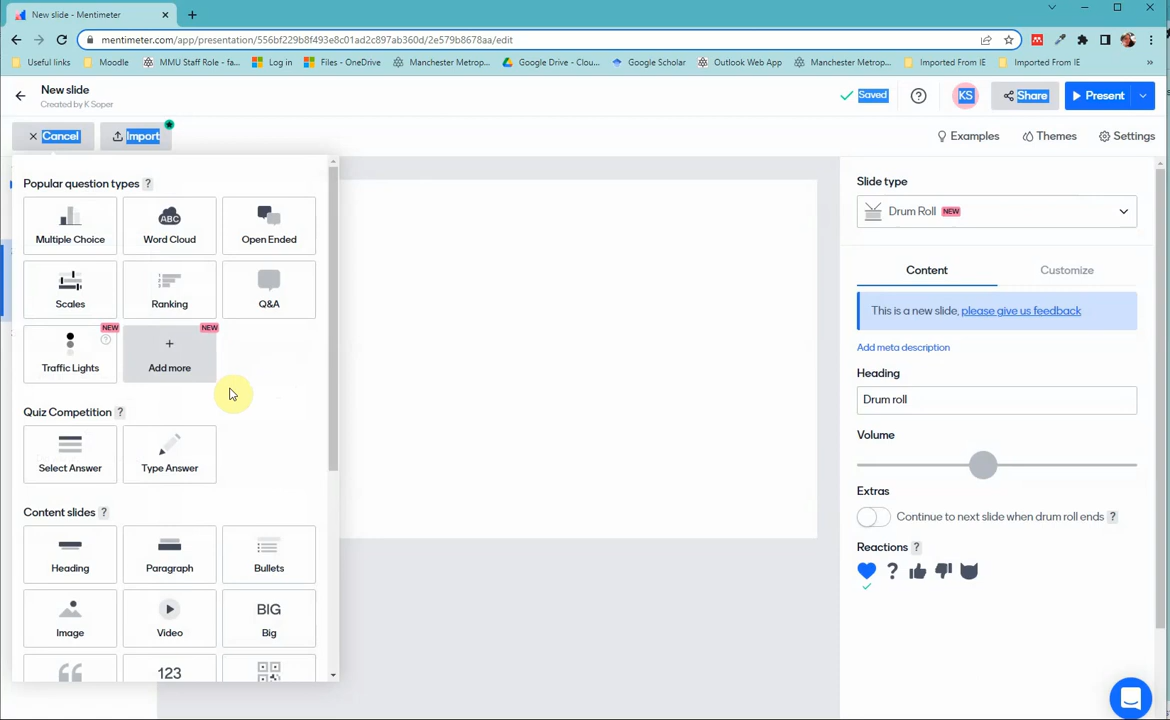 New slide - Mentimeter
mentimeter.com/app/presentation/556bf229b8f493e8c01ad2c897ab360d/2e579b8678aa/edit
Useful links
Moodle
MMU Staff Role - fa...
Log in
Files - OneDrive
Manchester Metrop...
Google Drive - Clou...
Google Scholar
Outlook Web App
Manchester Metrop...
Imported From IE
Imported From IE
»
New slide
Created by K Soper
Saved
?
KS
Share
Present
Cancel
Import
Examples
Themes
Settings
Popular question types ?
Multiple Choice
ABC
Word Cloud
Open Ended
Scales
Ranking
Q&A
NEW
?
Traffic Lights
NEW
+
Add more
Quiz Competition ?
Select Answer
Type Answer
Content slides ?
Heading
Paragraph
Bullets
Image
Video
BIG
Big
123
Slide type
Drum Roll NEW
Content
Customize
This is a new slide, please give us feedback
Add meta description
Heading
Drum roll
Volume
Extras
Continue to next slide when drum roll ends ?
Reactions ?
?